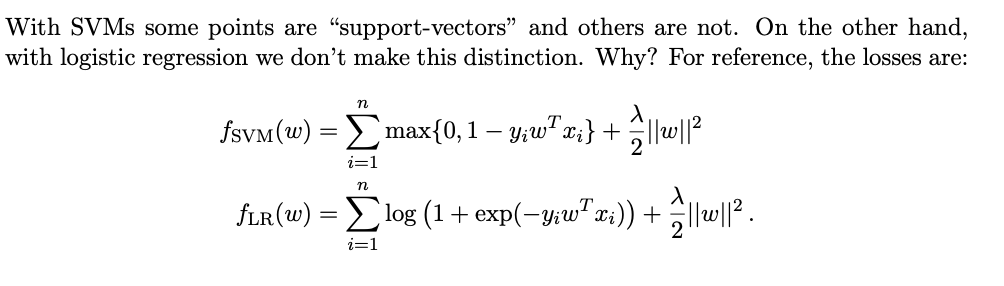 With SVMs some points are “support-vectors” and others are not. On the other hand,
with logistic regression we don’t make this distinction. Why? For reference, the losses are:
f_SVM(w) = ∑_{i=1}^{n} max{0, 1 − y_i w^T x_i} + λ/2 ||w||^2
f_LR(w) = ∑_{i=1}^{n} log (1 + exp(−y_i w^T x_i)) + λ/2 ||w||^2 .